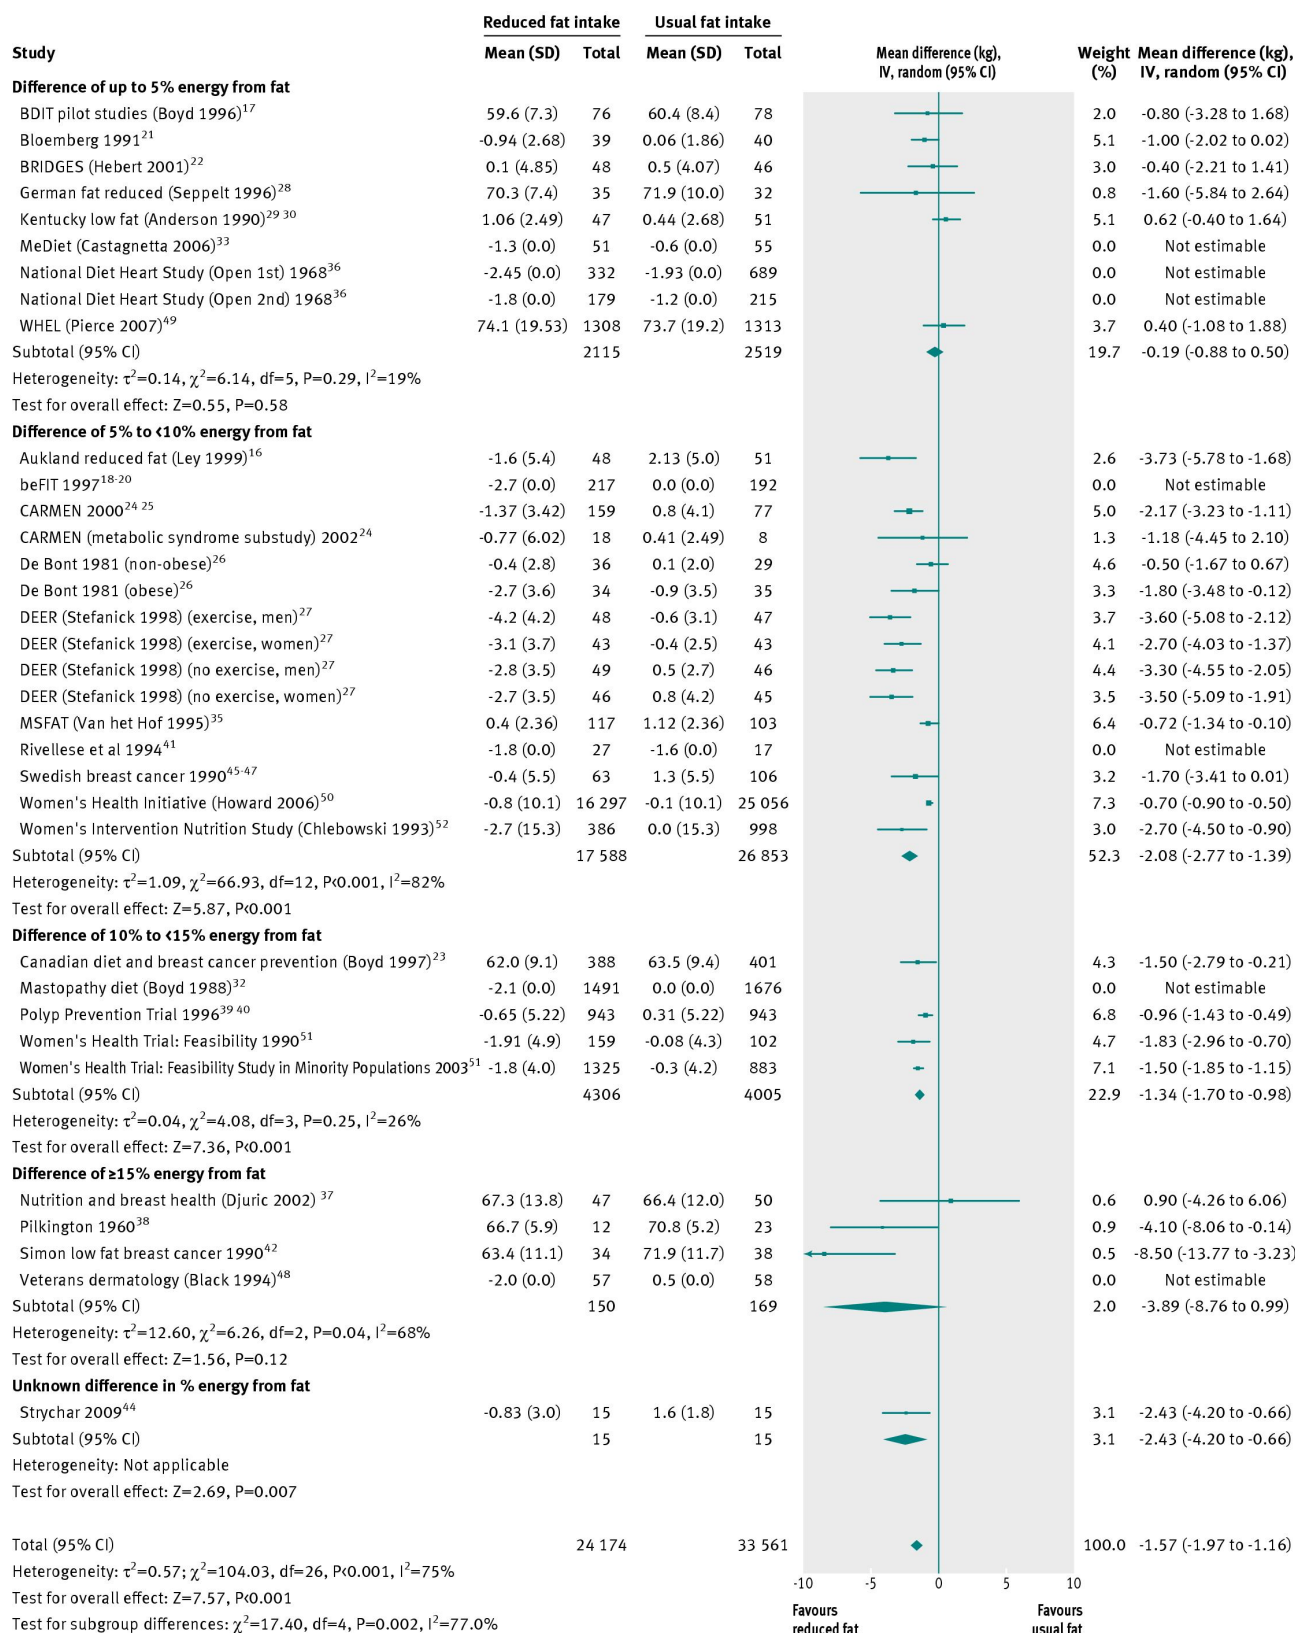 Reduced fat intake Usual fat intake
Study Mean (SD) Total Mean (SD) Total Mean difference (kg), IV, random (95% CI) Weight (%) Mean difference (kg), IV, random (95% CI)
Difference of up to 5% energy from fat
BDIT pilot studies (Boyd 1996)17 59.6 (7.3) 76 60.4 (8.4) 78 2.0 -0.80 (-3.28 to 1.68)
Bloemberg 199121 -0.94 (2.68) 39 0.06 (1.86) 40 5.1 -1.00 (-2.02 to 0.02)
BRIDGES (Hebert 2001)22 0.1 (4.85) 48 0.5 (4.07) 46 3.0 -0.40 (-2.21 to 1.41)
German fat reduced (Seppelt 1996)28 70.3 (7.4) 35 71.9 (10.0) 32 0.8 -1.60 (-5.84 to 2.64)
Kentucky low fat (Anderson 1990)29 30 1.06 (2.49) 47 0.44 (2.68) 51 5.1 0.62 (-0.40 to 1.64)
MeDiet (Castagnetta 2006)33 -1.3 (0.0) 51 -0.6 (0.0) 55 0.0 Not estimable
National Diet Heart Study (Open 1st) 196836 -2.45 (0.0) 332 -1.93 (0.0) 689 0.0 Not estimable
National Diet Heart Study (Open 2nd) 196836 -1.8 (0.0) 179 -1.2 (0.0) 215 0.0 Not estimable
WHEL (Pierce 2007)49 74.1 (19.53) 1308 73.7 (19.2) 1313 3.7 0.40 (-1.08 to 1.88)
Subtotal (95% CI) 2115 2519 19.7 -0.19 (-0.88 to 0.50)
Heterogeneity: τ2=0.14, χ2=6.14, df=5, P=0.29, I2=19%
Test for overall effect: Z=0.55, P=0.58
Difference of 5% to <10% energy from fat
Aukland reduced fat (Ley 1999)16 -1.6 (5.4) 48 2.13 (5.0) 51 2.6 -3.73 (-5.78 to -1.68)
beFIT 199718-20 -2.7 (0.0) 217 0.0 (0.0) 192 0.0 Not estimable
CARMEN 200024 25 -1.37 (3.42) 159 0.8 (4.1) 77 5.0 -2.17 (-3.23 to -1.11)
CARMEN (metabolic syndrome substudy) 200224 -0.77 (6.02) 18 0.41 (2.49) 8 1.3 -1.18 (-4.45 to 2.10)
De Bont 1981 (non-obese)26 -0.4 (2.8) 36 0.1 (2.0) 29 4.6 -0.50 (-1.67 to 0.67)
De Bont 1981 (obese)26 -2.7 (3.6) 34 -0.9 (3.5) 35 3.3 -1.80 (-3.48 to -0.12)
DEER (Stefanick 1998) (exercise, men)27 -4.2 (4.2) 48 -0.6 (3.1) 47 3.7 -3.60 (-5.08 to -2.12)
DEER (Stefanick 1998) (exercise, women)27 -3.1 (3.7) 43 -0.4 (2.5) 43 4.1 -2.70 (-4.03 to -1.37)
DEER (Stefanick 1998) (no exercise, men)27 -2.8 (3.5) 49 0.5 (2.7) 46 4.4 -3.30 (-4.55 to -2.05)
DEER (Stefanick 1998) (no exercise, women)27 -2.7 (3.5) 46 0.8 (4.2) 45 3.5 -3.50 (-5.09 to -1.91)
MSFAT (Van het Hof 1995)35 0.4 (2.36) 117 1.12 (2.36) 103 6.4 -0.72 (-1.34 to -0.10)
Rivellese et al 199441 -1.8 (0.0) 27 -1.6 (0.0) 17 0.0 Not estimable
Swedish breast cancer 199045-47 -0.4 (5.5) 63 1.3 (5.5) 106 3.2 -1.70 (-3.41 to 0.01)
Women's Health Initiative (Howard 2006)50 -0.8 (10.1) 16 297 -0.1 (10.1) 25 056 7.3 -0.70 (-0.90 to -0.50)
Women's Intervention Nutrition Study (Chlebowski 1993)52 -2.7 (15.3) 386 0.0 (15.3) 998 3.0 -2.70 (-4.50 to -0.90)
Subtotal (95% CI) 17 588 26 853 52.3 -2.08 (-2.77 to -1.39)
Heterogeneity: τ2=1.09, χ2=66.93, df=12, P<0.001, I2=82%
Test for overall effect: Z=5.87, P<0.001
Difference of 10% to <15% energy from fat
Canadian diet and breast cancer prevention (Boyd 1997)23 62.0 (9.1) 388 63.5 (9.4) 401 4.3 -1.50 (-2.79 to -0.21)
Mastopathy diet (Boyd 1988)32 -2.1 (0.0) 1491 0.0 (0.0) 1676 0.0 Not estimable
Polyp Prevention Trial 199639 40 -0.65 (5.22) 943 0.31 (5.22) 943 6.8 -0.96 (-1.43 to -0.49)
Women's Health Trial: Feasibility 199051 -1.91 (4.9) 159 -0.08 (4.3) 102 4.7 -1.83 (-2.96 to -0.70)
Women's Health Trial: Feasibility Study in Minority Populations 200351 -1.8 (4.0) 1325 -0.3 (4.2) 883 7.1 -1.50 (-1.85 to -1.15)
Subtotal (95% CI) 4306 4005 22.9 -1.34 (-1.70 to -0.98)
Heterogeneity: τ2=0.04, χ2=4.08, df=3, P=0.25, I2=26%
Test for overall effect: Z=7.36, P<0.001
Difference of ≥15% energy from fat
Nutrition and breast health (Djuric 2002) 37 67.3 (13.8) 47 66.4 (12.0) 50 0.6 0.90 (-4.26 to 6.06)
Pilkington 196038 66.7 (5.9) 12 70.8 (5.2) 23 0.9 -4.10 (-8.06 to -0.14)
Simon low fat breast cancer 199042 63.4 (11.1) 34 71.9 (11.7) 38 0.5 -8.50 (-13.77 to -3.23)
Veterans dermatology (Black 1994)48 -2.0 (0.0) 57 0.5 (0.0) 58 0.0 Not estimable
Subtotal (95% CI) 150 169 2.0 -3.89 (-8.76 to 0.99)
Heterogeneity: τ2=12.60, χ2=6.26, df=2, P=0.04, I2=68%
Test for overall effect: Z=1.56, P=0.12
Unknown difference in % energy from fat
Strychar 200944 -0.83 (3.0) 15 1.6 (1.8) 15 3.1 -2.43 (-4.20 to -0.66)
Subtotal (95% CI) 15 15 3.1 -2.43 (-4.20 to -0.66)
Heterogeneity: Not applicable
Test for overall effect: Z=2.69, P=0.007
Total (95% CI) 24 174 33 561 100.0 -1.57 (-1.97 to -1.16)
Heterogeneity: τ2=0.57; χ2=104.03, df=26, P<0.001, I2=75%
Test for overall effect: Z=7.57, P<0.001
Test for subgroup differences: χ2=17.40, df=4, P=0.002, I2=77.0%
-10 -5 0 5 10
Favours reduced fat
Favours usual fat